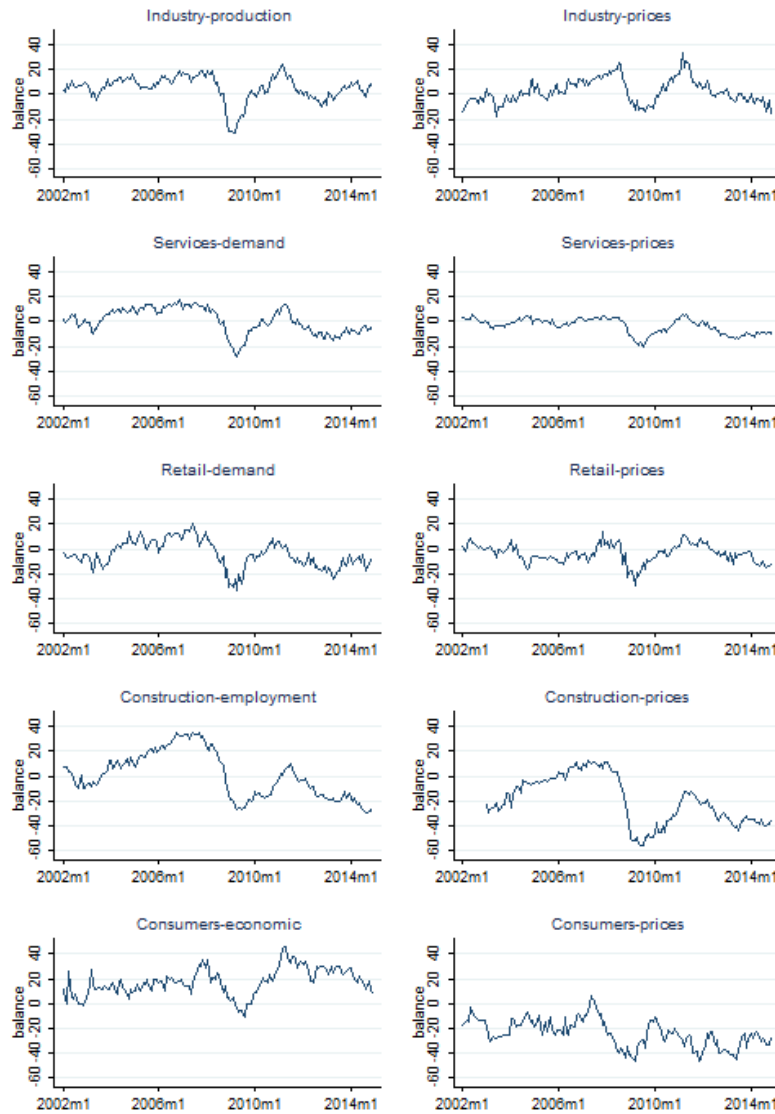 Industry-production
balance
-60 -40 -20 0 20 40
2002m1 2006m1 2010m1 2014m1
Industry-prices
balance
-60 -40 -20 0 20 40
2002m1 2006m1 2010m1 2014m1
Services-demand
balance
-60 -40 -20 0 20 40
2002m1 2006m1 2010m1 2014m1
Services-prices
balance
-60 -40 -20 0 20 40
2002m1 2006m1 2010m1 2014m1
Retail-demand
balance
-60 -40 -20 0 20 40
2002m1 2006m1 2010m1 2014m1
Retail-prices
balance
-60 -40 -20 0 20 40
2002m1 2006m1 2010m1 2014m1
Construction-employment
balance
-60 -40 -20 0 20 40
2002m1 2006m1 2010m1 2014m1
Construction-prices
balance
-60 -40 -20 0 20 40
2002m1 2006m1 2010m1 2014m1
Consumers-economic
balance
-60 -40 -20 0 20 40
2002m1 2006m1 2010m1 2014m1
Consumers-prices
balance
-60 -40 -20 0 20 40
2002m1 2006m1 2010m1 2014m1